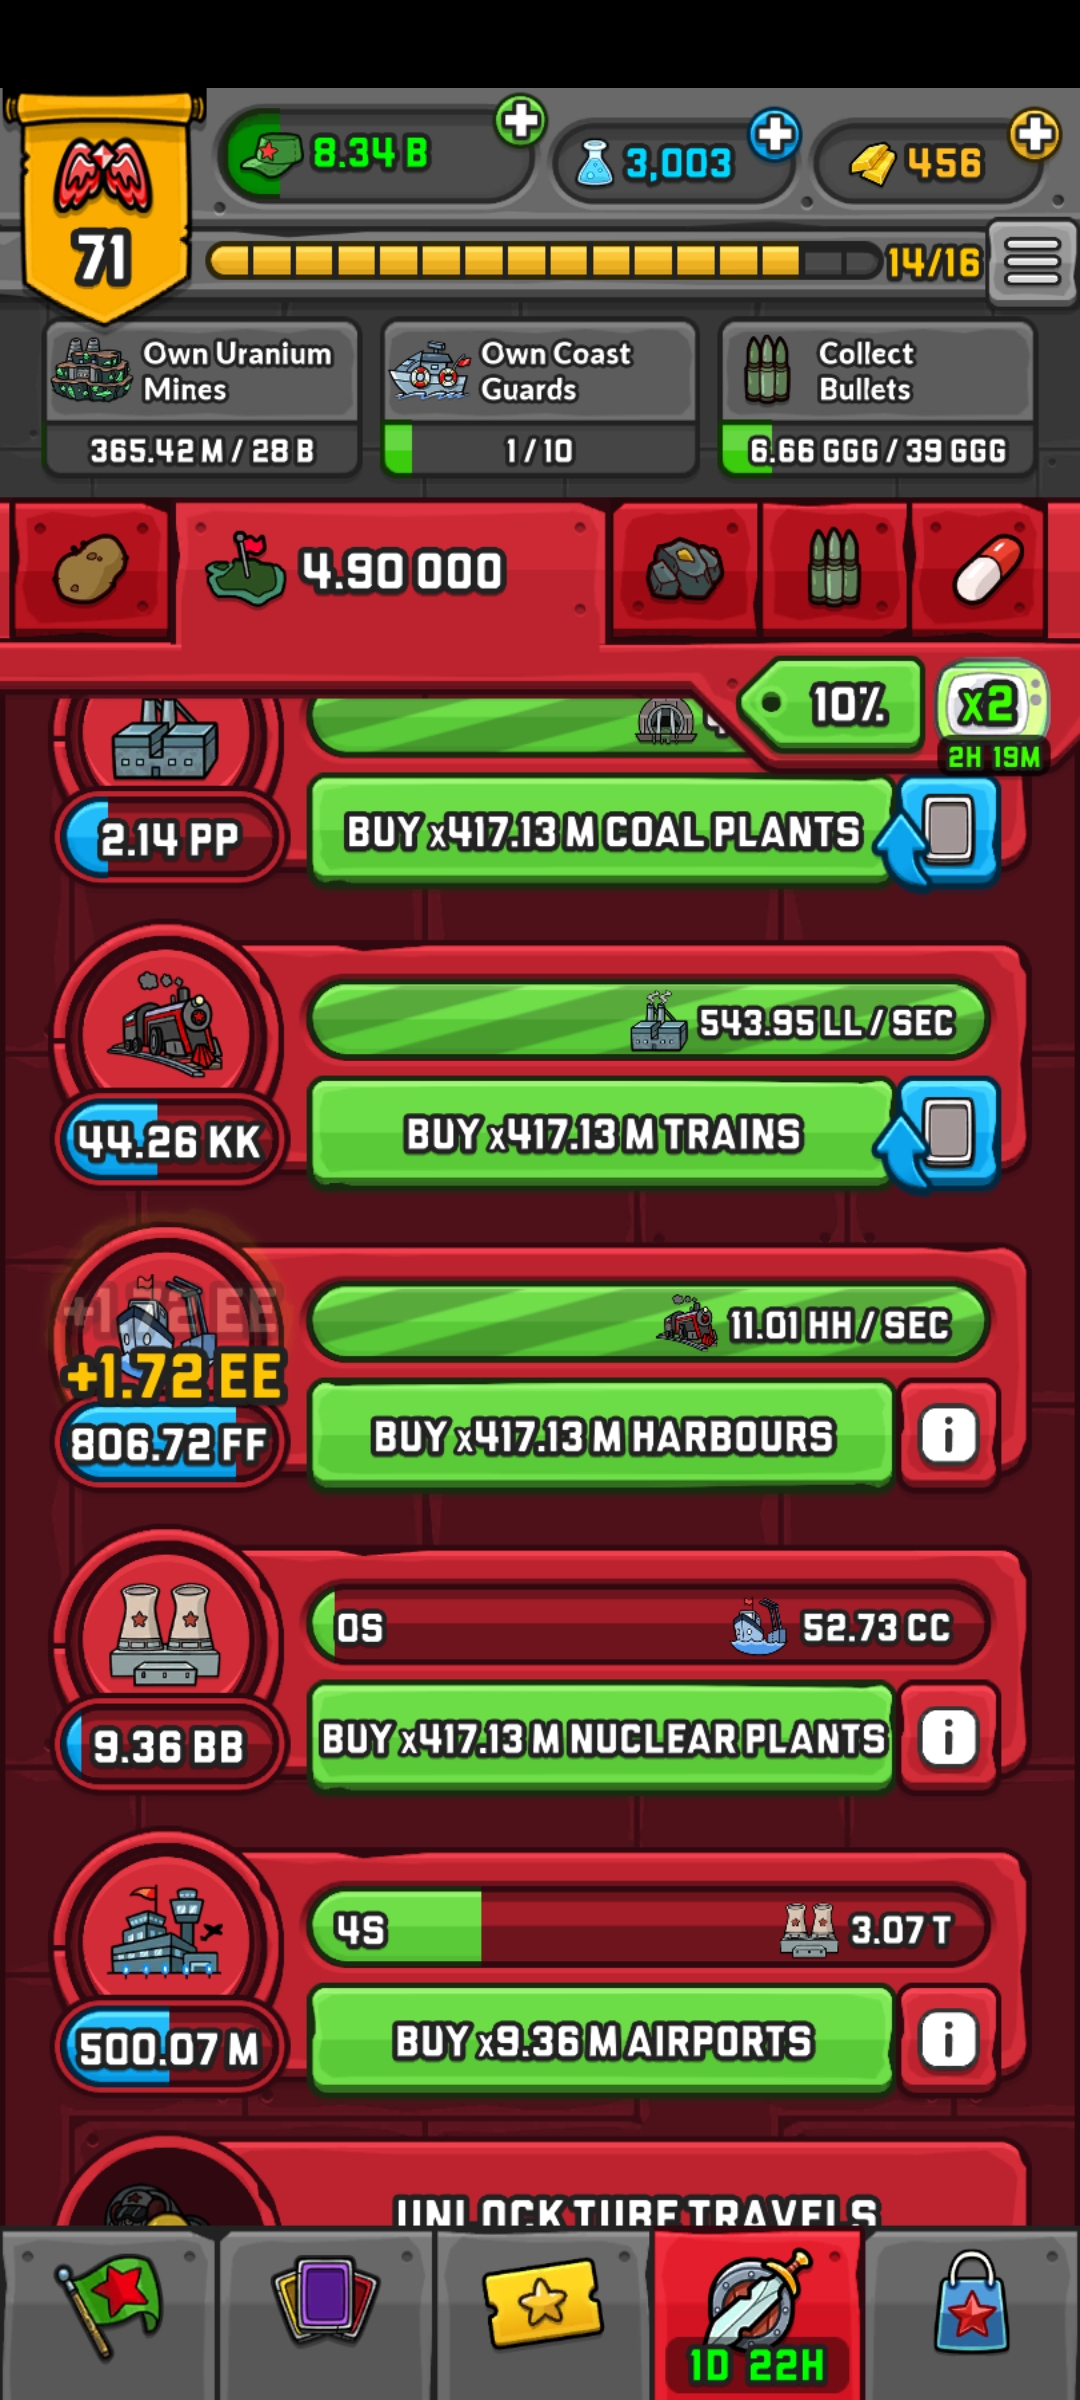 8.34 B
3,003
456
71
14/16
Own Uranium
Mines
365.42 M / 28 B
Own Coast
Guards
1 / 10
Collect
Bullets
6.66 GGG / 39 GGG
4.90 OOO
10%
x2
2H 19M
2.14 PP
BUY x417.13 M COAL PLANTS
543.95 LL / SEC
44.26 KK
BUY x417.13 M TRAINS
+1.72 EE
+1.72 EE
11.01 HH / SEC
806.72 FF
BUY x417.13 M HARBOURS
0S
52.73 CC
9.36 BB
BUY x417.13 M NUCLEAR PLANTS
4S
3.07 T
500.07 M
BUY x9.36 M AIRPORTS
UNLOCK TUBE TRAVELS
1D 22H